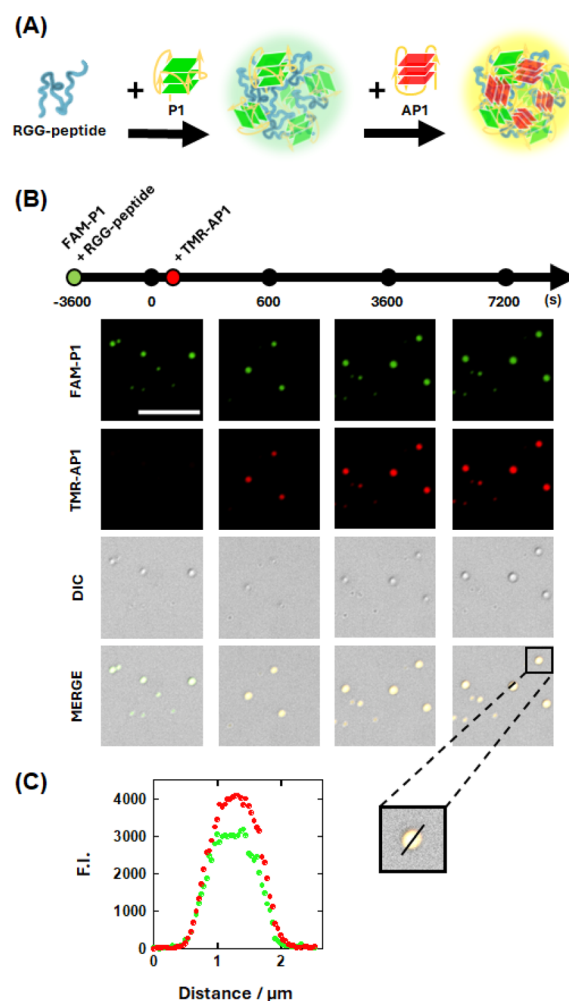 (A)
RGG-peptide
+
P1
+
AP1
(B)
FAM-P1
+RGG-peptide
+TMR-AP1
-3600 0 600 3600 7200 (s)
FAM-P1
TMR-AP1
DIC
MERGE
(C)
F.I.
4000
3000
2000
1000
0
0 1 2
Distance / μm